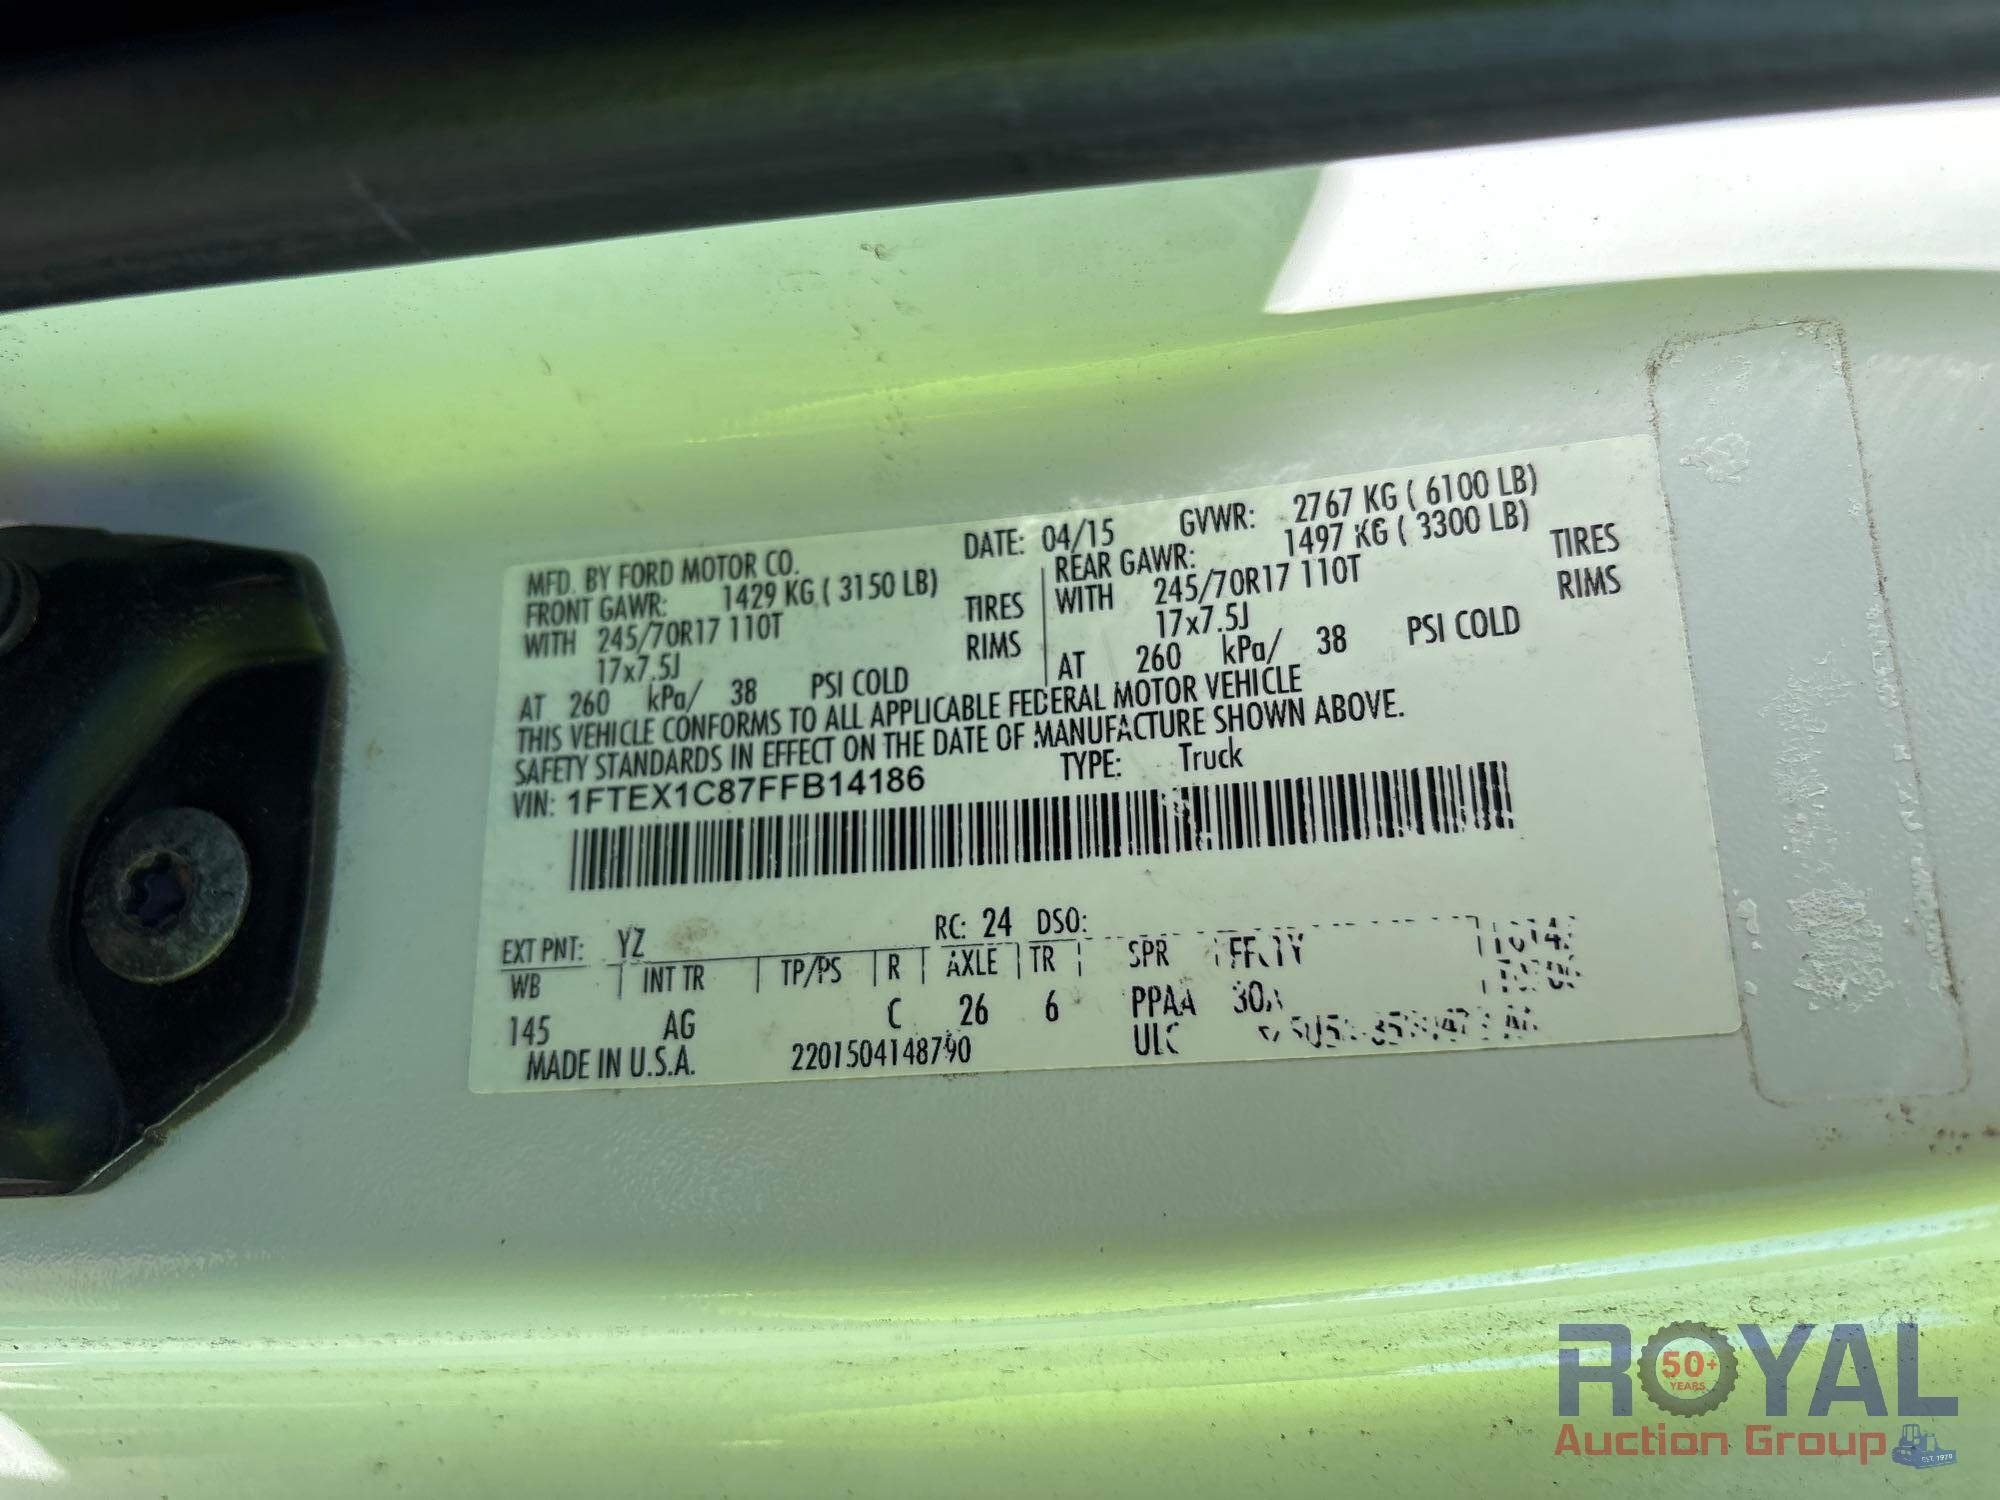 MFD. BY FORD MOTOR CO. DATE: 04/15 GVWR: 2767 KG ( 6100 LB)
FRONT GAWR: 1429 KG ( 3150 LB) REAR GAWR: 1497 KG ( 3300 LB)
WITH 245/70R17 110T TIRES WITH 245/70R17 110T TIRES
17x7.5J RIMS 17x7.5J RIMS
AT 260 kPa/ 38 PSI COLD AT 260 kPa/ 38 PSI COLD
THIS VEHICLE CONFORMS TO ALL APPLICABLE FEDERAL MOTOR VEHICLE
SAFETY STANDARDS IN EFFECT ON THE DATE OF MANUFACTURE SHOWN ABOVE.
VIN: 1FTEX1C87FFB14186 TYPE: Truck
EXT PNT: YZ RC: 24 DSO:
WB INT TR TP/PS R AXLE TR SPR
145 AG C 26 6 PPAA
MADE IN U.S.A. 2201504148790 ULC
ROYAL
50+
YEARS
Auction Group
EST. 1970